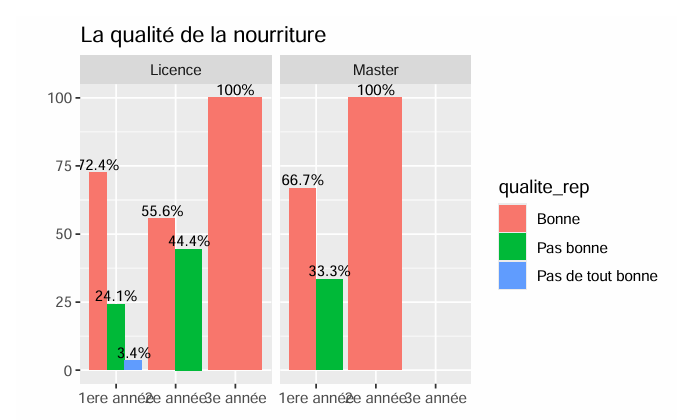 La qualité de la nourriture
Licence
Master
100%
100%
100
72.4%
75
66.7%
55.6%
50
44.4%
33.3%
24.1%
25
3.4%
0
1ere année
2e année
3e année
1ere année
2e année
3e année
qualite_rep
Bonne
Pas bonne
Pas de tout bonne